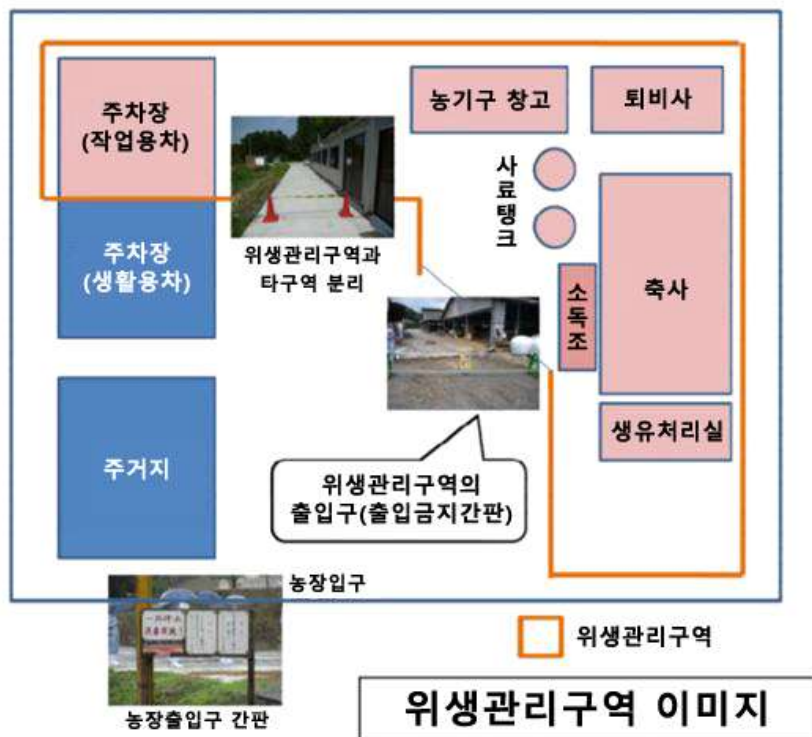 주차장
(작업용차)
농기구 창고
퇴비사
사료탱크
위생관리구역과
타구역 분리
주차장
(생활용차)
소독조
축사
생유처리실
주거지
위생관리구역의
출입구(출입금지간판)
농장입구
농장출입구 간판
위생관리구역
위생관리구역 이미지